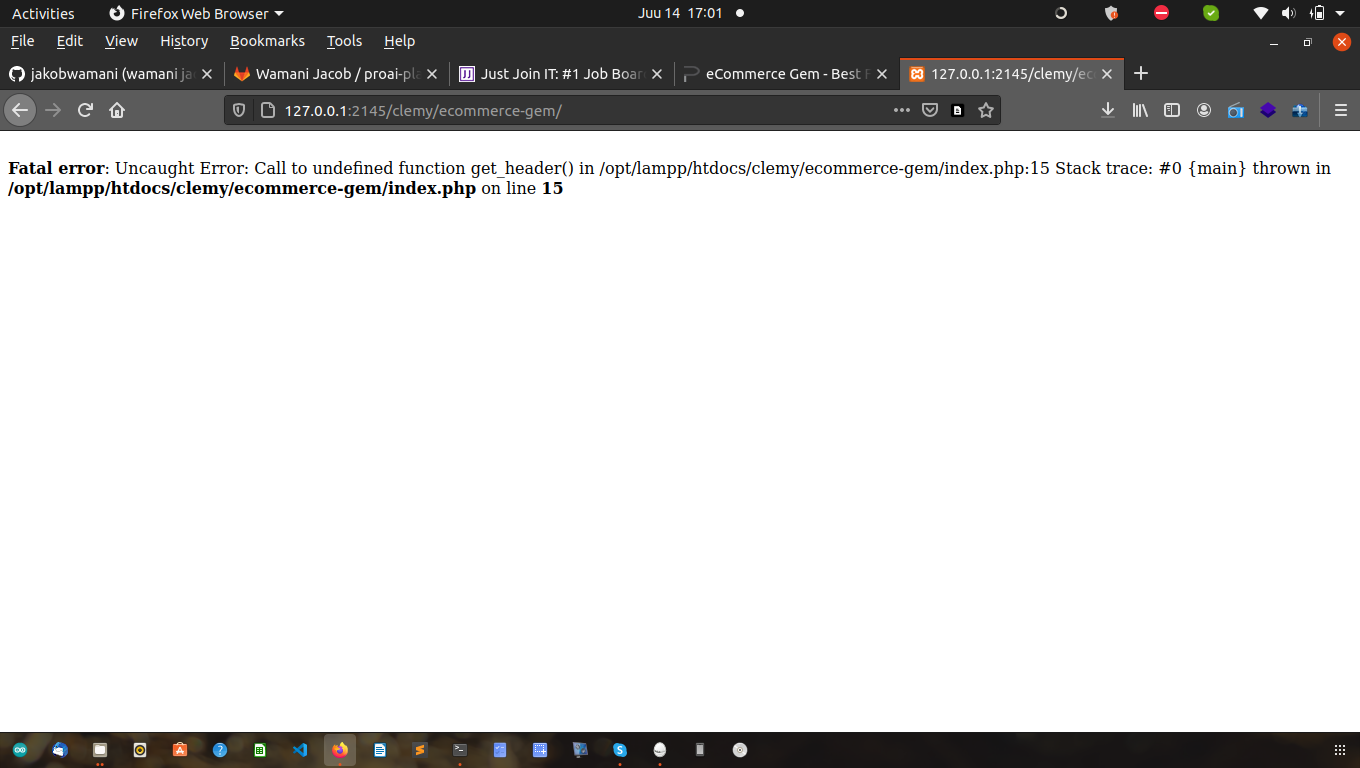 Activities Firefox Web Browser Juu 14 17:01
File Edit View History Bookmarks Tools Help
jakobwamani (wamani ja Wamani Jacob / proai-pla Just Join IT: #1 Job Boar eCommerce Gem - Best F 127.0.0.1:2145/clemy/ec
127.0.0.1:2145/clemy/ecommerce-gem/
Fatal error: Uncaught Error: Call to undefined function get_header() in /opt/lampp/htdocs/clemy/ecommerce-gem/index.php:15 Stack trace: #0 {main} thrown in
/opt/lampp/htdocs/clemy/ecommerce-gem/index.php on line 15